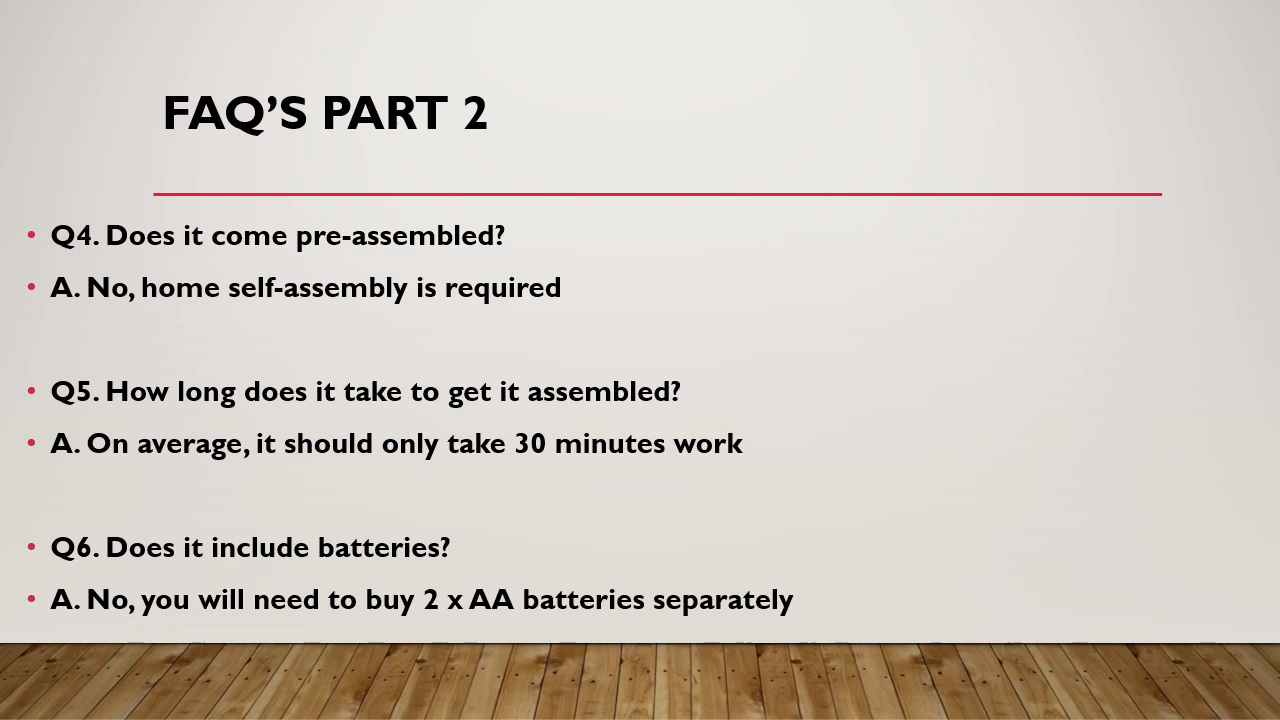 FAQ’S PART 2
• Q4. Does it come pre-assembled?
• A. No, home self-assembly is required
• Q5. How long does it take to get it assembled?
• A. On average, it should only take 30 minutes work
• Q6. Does it include batteries?
• A. No, you will need to buy 2 x AA batteries separately